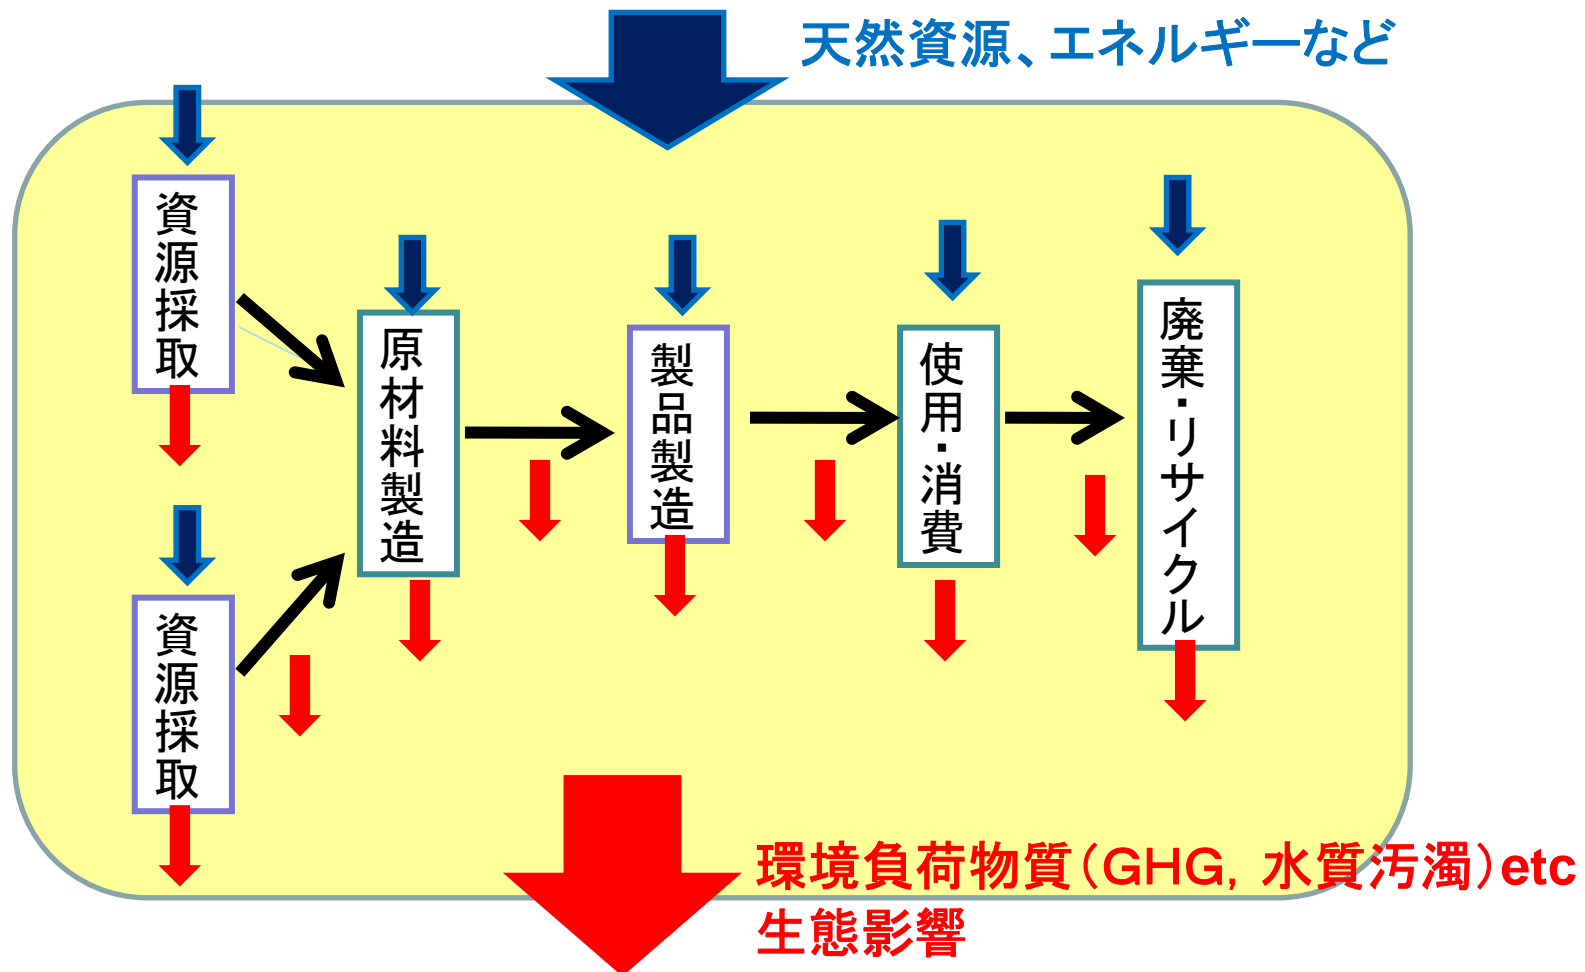 天然資源、エネルギーなど
資源採取
原材料製造
製品製造
使用・消費
廃棄・リサイクル
資源採取
環境負荷物質(GHG, 水質汚濁)etc
生態影響